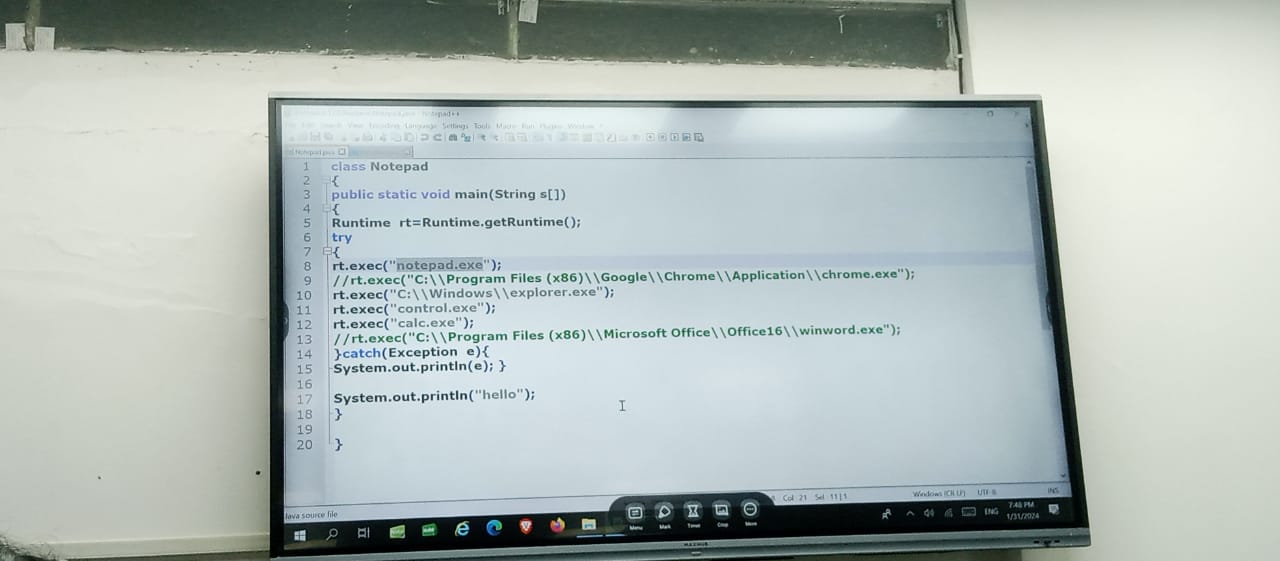 Notepad++
Edit Search View Encoding Language Settings Tools Macro Run Plugins Window ?
Notepad.java
1 class Notepad
2 {
3 public static void main(String s[])
4 {
5 Runtime rt=Runtime.getRuntime();
6 try
7 {
8 rt.exec("notepad.exe");
9 //rt.exec("C:\\Program Files (x86)\\Google\\Chrome\\Application\\chrome.exe");
10 rt.exec("C:\\Windows\\explorer.exe");
11 rt.exec("control.exe");
12 rt.exec("calc.exe");
13 //rt.exec("C:\\Program Files (x86)\\Microsoft Office\\Office16\\winword.exe");
14 }catch(Exception e){
15 System.out.println(e); }
16
17 System.out.println("hello");
18 }
19
20 }
Java source file Col: 21 Sel: 11|1 Windows (CR LF) UTF-8 INS
Menu Mark Timer Crop More
ENG 7:48 PM
1/31/2024
MAXHUB